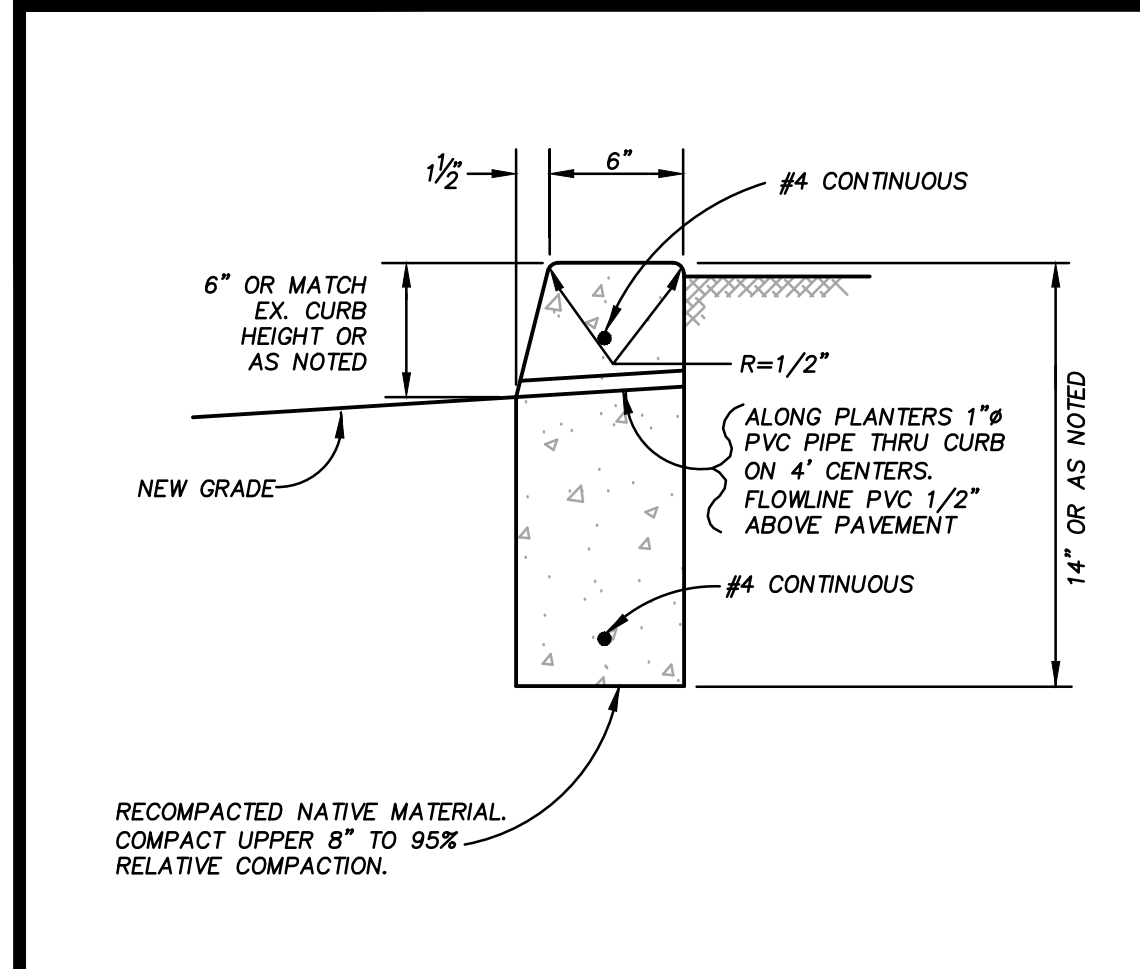 1½"
6"
#4 CONTINUOUS
6" OR MATCH
EX. CURB
HEIGHT OR
AS NOTED
R=1/2"
ALONG PLANTERS 1"ø
PVC PIPE THRU CURB
ON 4' CENTERS.
FLOWLINE PVC 1/2"
ABOVE PAVEMENT
14" OR AS NOTED
NEW GRADE
#4 CONTINUOUS
RECOMPACTED NATIVE MATERIAL.
COMPACT UPPER 8" TO 95%
RELATIVE COMPACTION.